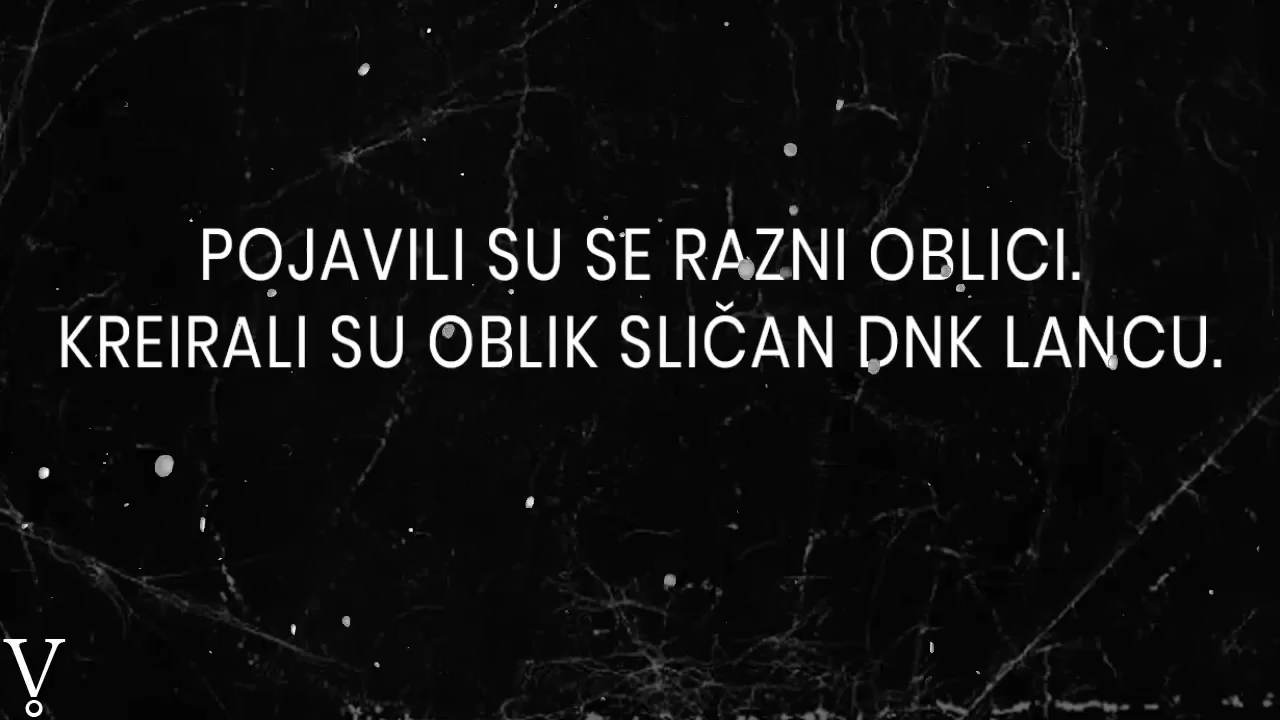 POJAVILI SU SE RAZNI OBLICI.
KREIRALI SU OBLIK SLIČAN DNK LANCU.
V